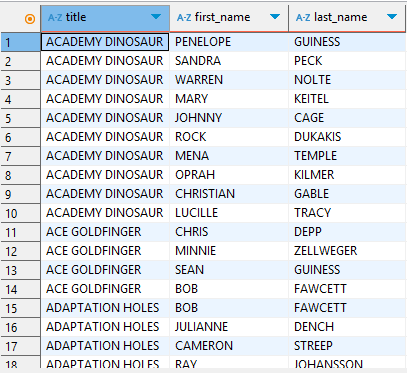 A-Z title A-Z first_name A-Z last_name
1 ACADEMY DINOSAUR PENELOPE GUINESS
2 ACADEMY DINOSAUR SANDRA PECK
3 ACADEMY DINOSAUR WARREN NOLTE
4 ACADEMY DINOSAUR MARY KEITEL
5 ACADEMY DINOSAUR JOHNNY CAGE
6 ACADEMY DINOSAUR ROCK DUKAKIS
7 ACADEMY DINOSAUR MENA TEMPLE
8 ACADEMY DINOSAUR OPRAH KILMER
9 ACADEMY DINOSAUR CHRISTIAN GABLE
10 ACADEMY DINOSAUR LUCILLE TRACY
11 ACE GOLDFINGER CHRIS DEPP
12 ACE GOLDFINGER MINNIE ZELLWEGER
13 ACE GOLDFINGER SEAN GUINESS
14 ACE GOLDFINGER BOB FAWCETT
15 ADAPTATION HOLES BOB FAWCETT
16 ADAPTATION HOLES JULIANNE DENCH
17 ADAPTATION HOLES CAMERON STREEP
18 ADAPTATION HOLES RAY JOHANSSON